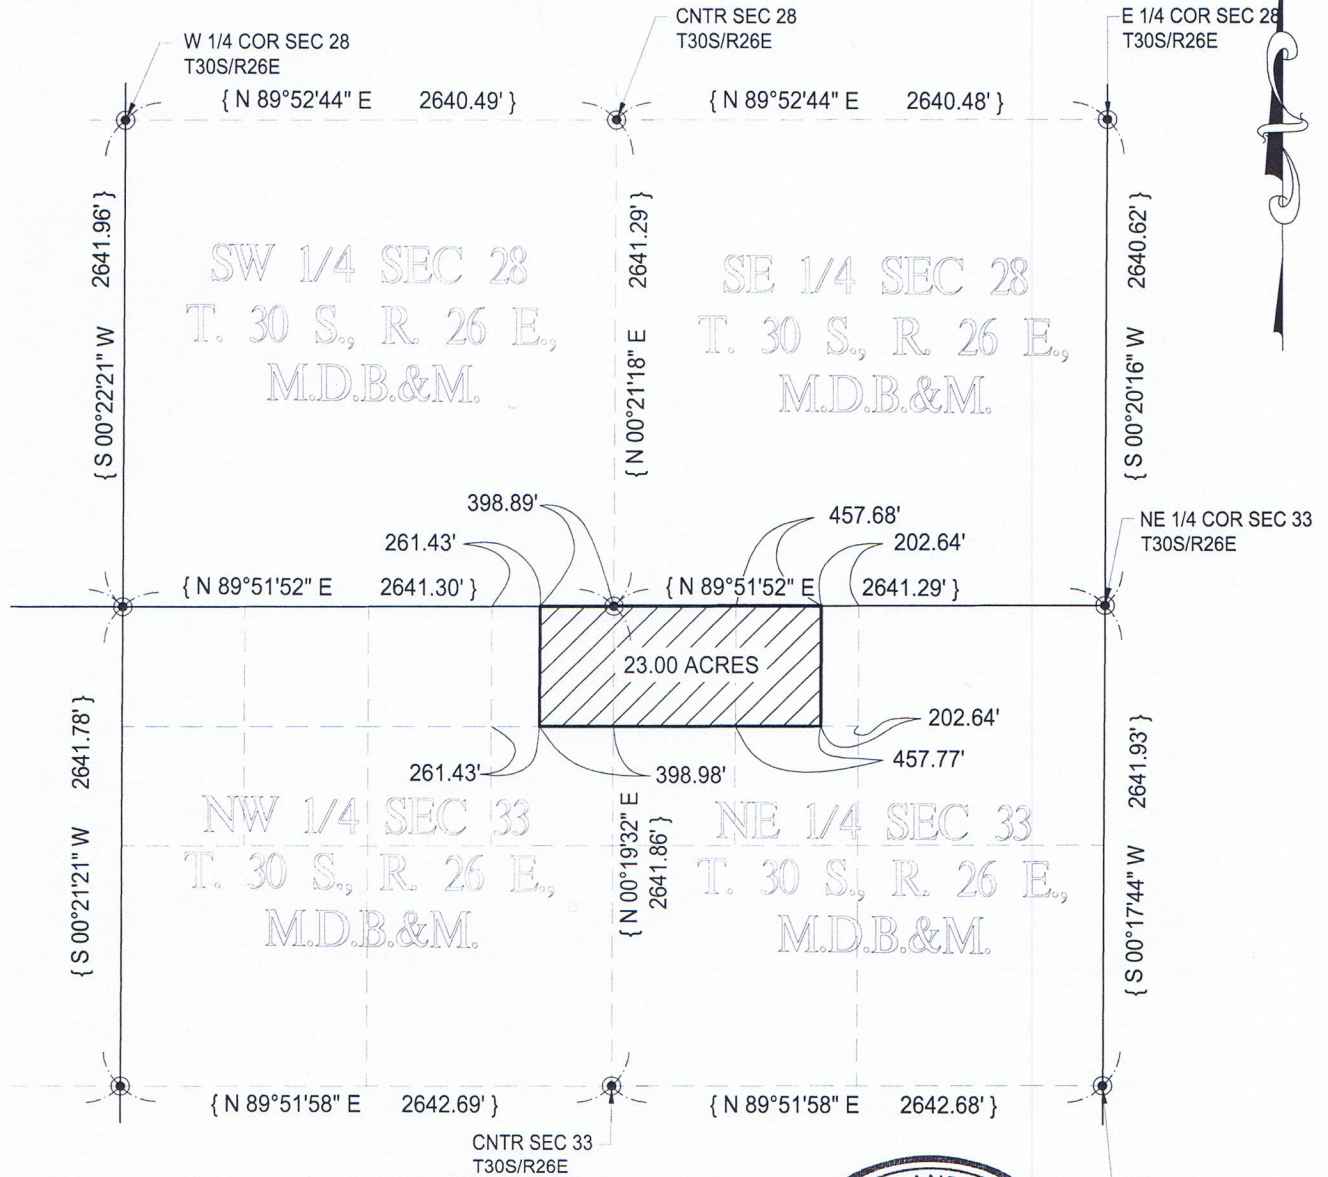 CNTR SEC 28
T30S/R26E
E 1/4 COR SEC 28
T30S/R26E
W 1/4 COR SEC 28
T30S/R26E
{ N 89°52'44" E 2640.49' }
{ N 89°52'44" E 2640.48' }
{ S 00°22'21" W 2641.96' }
{ N 00°21'18" E 2641.29' }
{ S 00°20'16" W 2640.62' }
SW 1/4 SEC 28
T. 30 S., R. 26 E.,
M.D.B.&M.
SE 1/4 SEC 28
T. 30 S., R. 26 E.,
M.D.B.&M.
398.89'
261.43'
457.68'
202.64'
NE 1/4 COR SEC 33
T30S/R26E
{ N 89°51'52" E 2641.30' }
{ N 89°51'52" E 2641.29' }
23.00 ACRES
202.64'
457.77'
261.43'
398.98'
{ S 00°21'21" W 2641.78' }
{ N 00°19'32" E
2641.86' }
{ S 00°17'44" W 2641.93' }
NW 1/4 SEC 33
T. 30 S., R. 26 E.,
M.D.B.&M.
NE 1/4 SEC 33
T. 30 S., R. 26 E.,
M.D.B.&M.
{ N 89°51'58" E 2642.69' }
{ N 89°51'58" E 2642.68' }
CNTR SEC 33
T30S/R26E